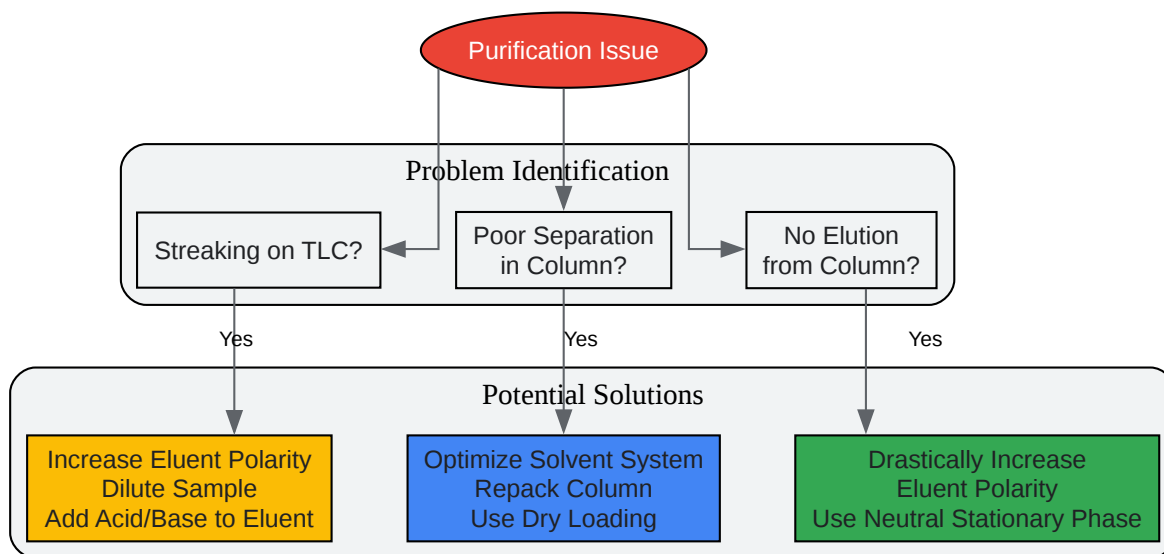 Purification Issue
Problem Identification
Streaking on TLC?
Poor Separation
in Column?
No Elution
from Column?
Yes
Yes
Yes
Potential Solutions
Increase Eluent Polarity
Dilute Sample
Add Acid/Base to Eluent
Optimize Solvent System
Repack Column
Use Dry Loading
Drastically Increase
Eluent Polarity
Use Neutral Stationary Phase